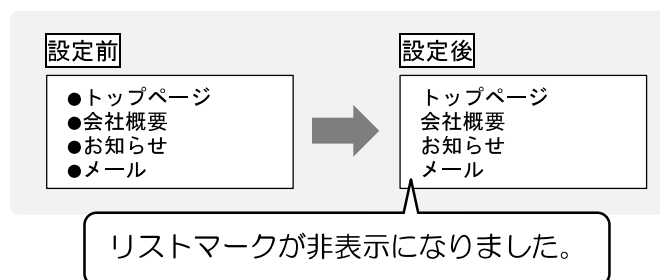 設定前
●トップページ
●会社概要
●お知らせ
●メール
設定後
トップページ
会社概要
お知らせ
メール
リストマークが非表示になりました。